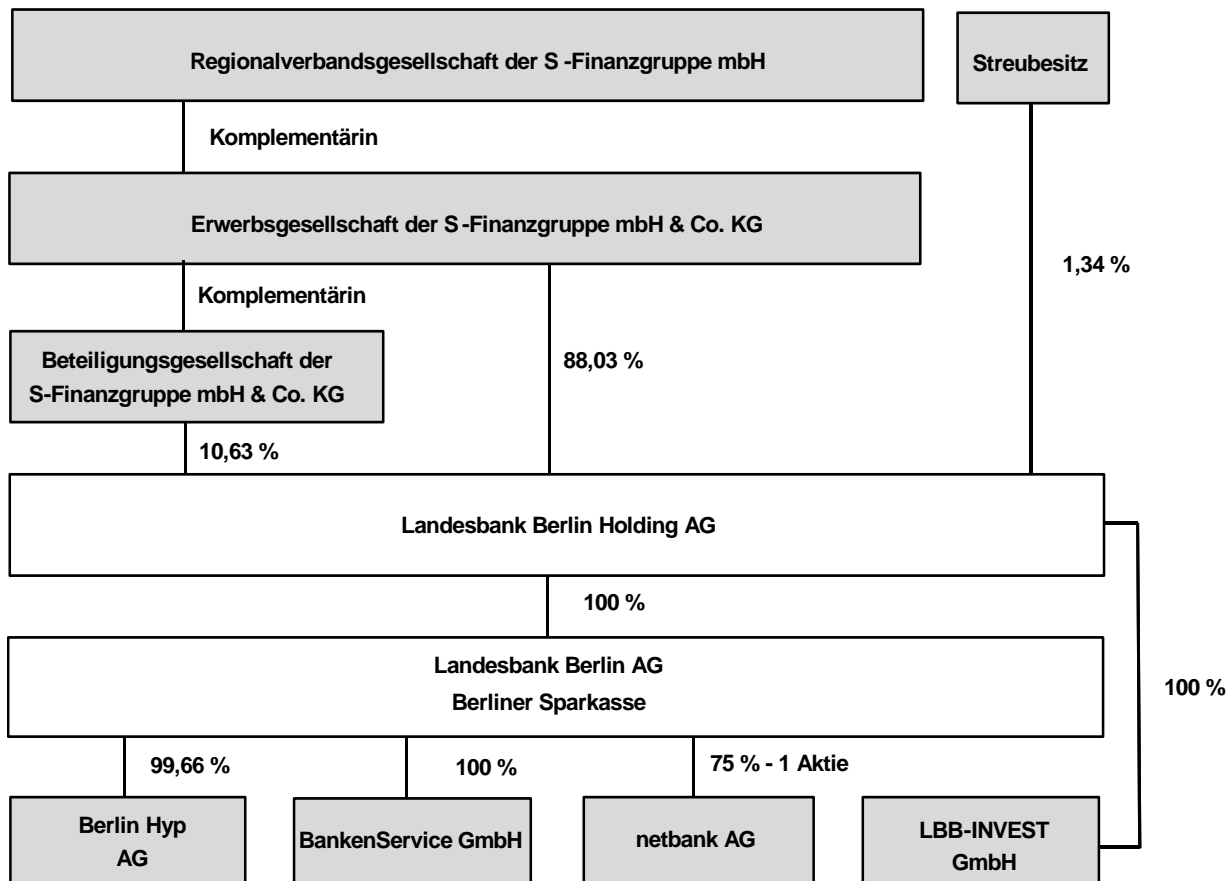 Regionalverbandsgesellschaft der S -Finanzgruppe mbH
Streubesitz
Komplementärin
Erwerbsgesellschaft der S -Finanzgruppe mbH & Co. KG
1,34 %
Komplementärin
Beteiligungsgesellschaft der
S-Finanzgruppe mbH & Co. KG
88,03 %
10,63 %
Landesbank Berlin Holding AG
100 %
Landesbank Berlin AG
Berliner Sparkasse
100 %
99,66 %
100 %
75 % - 1 Aktie
Berlin Hyp
AG
BankenService GmbH
netbank AG
LBB-INVEST
GmbH